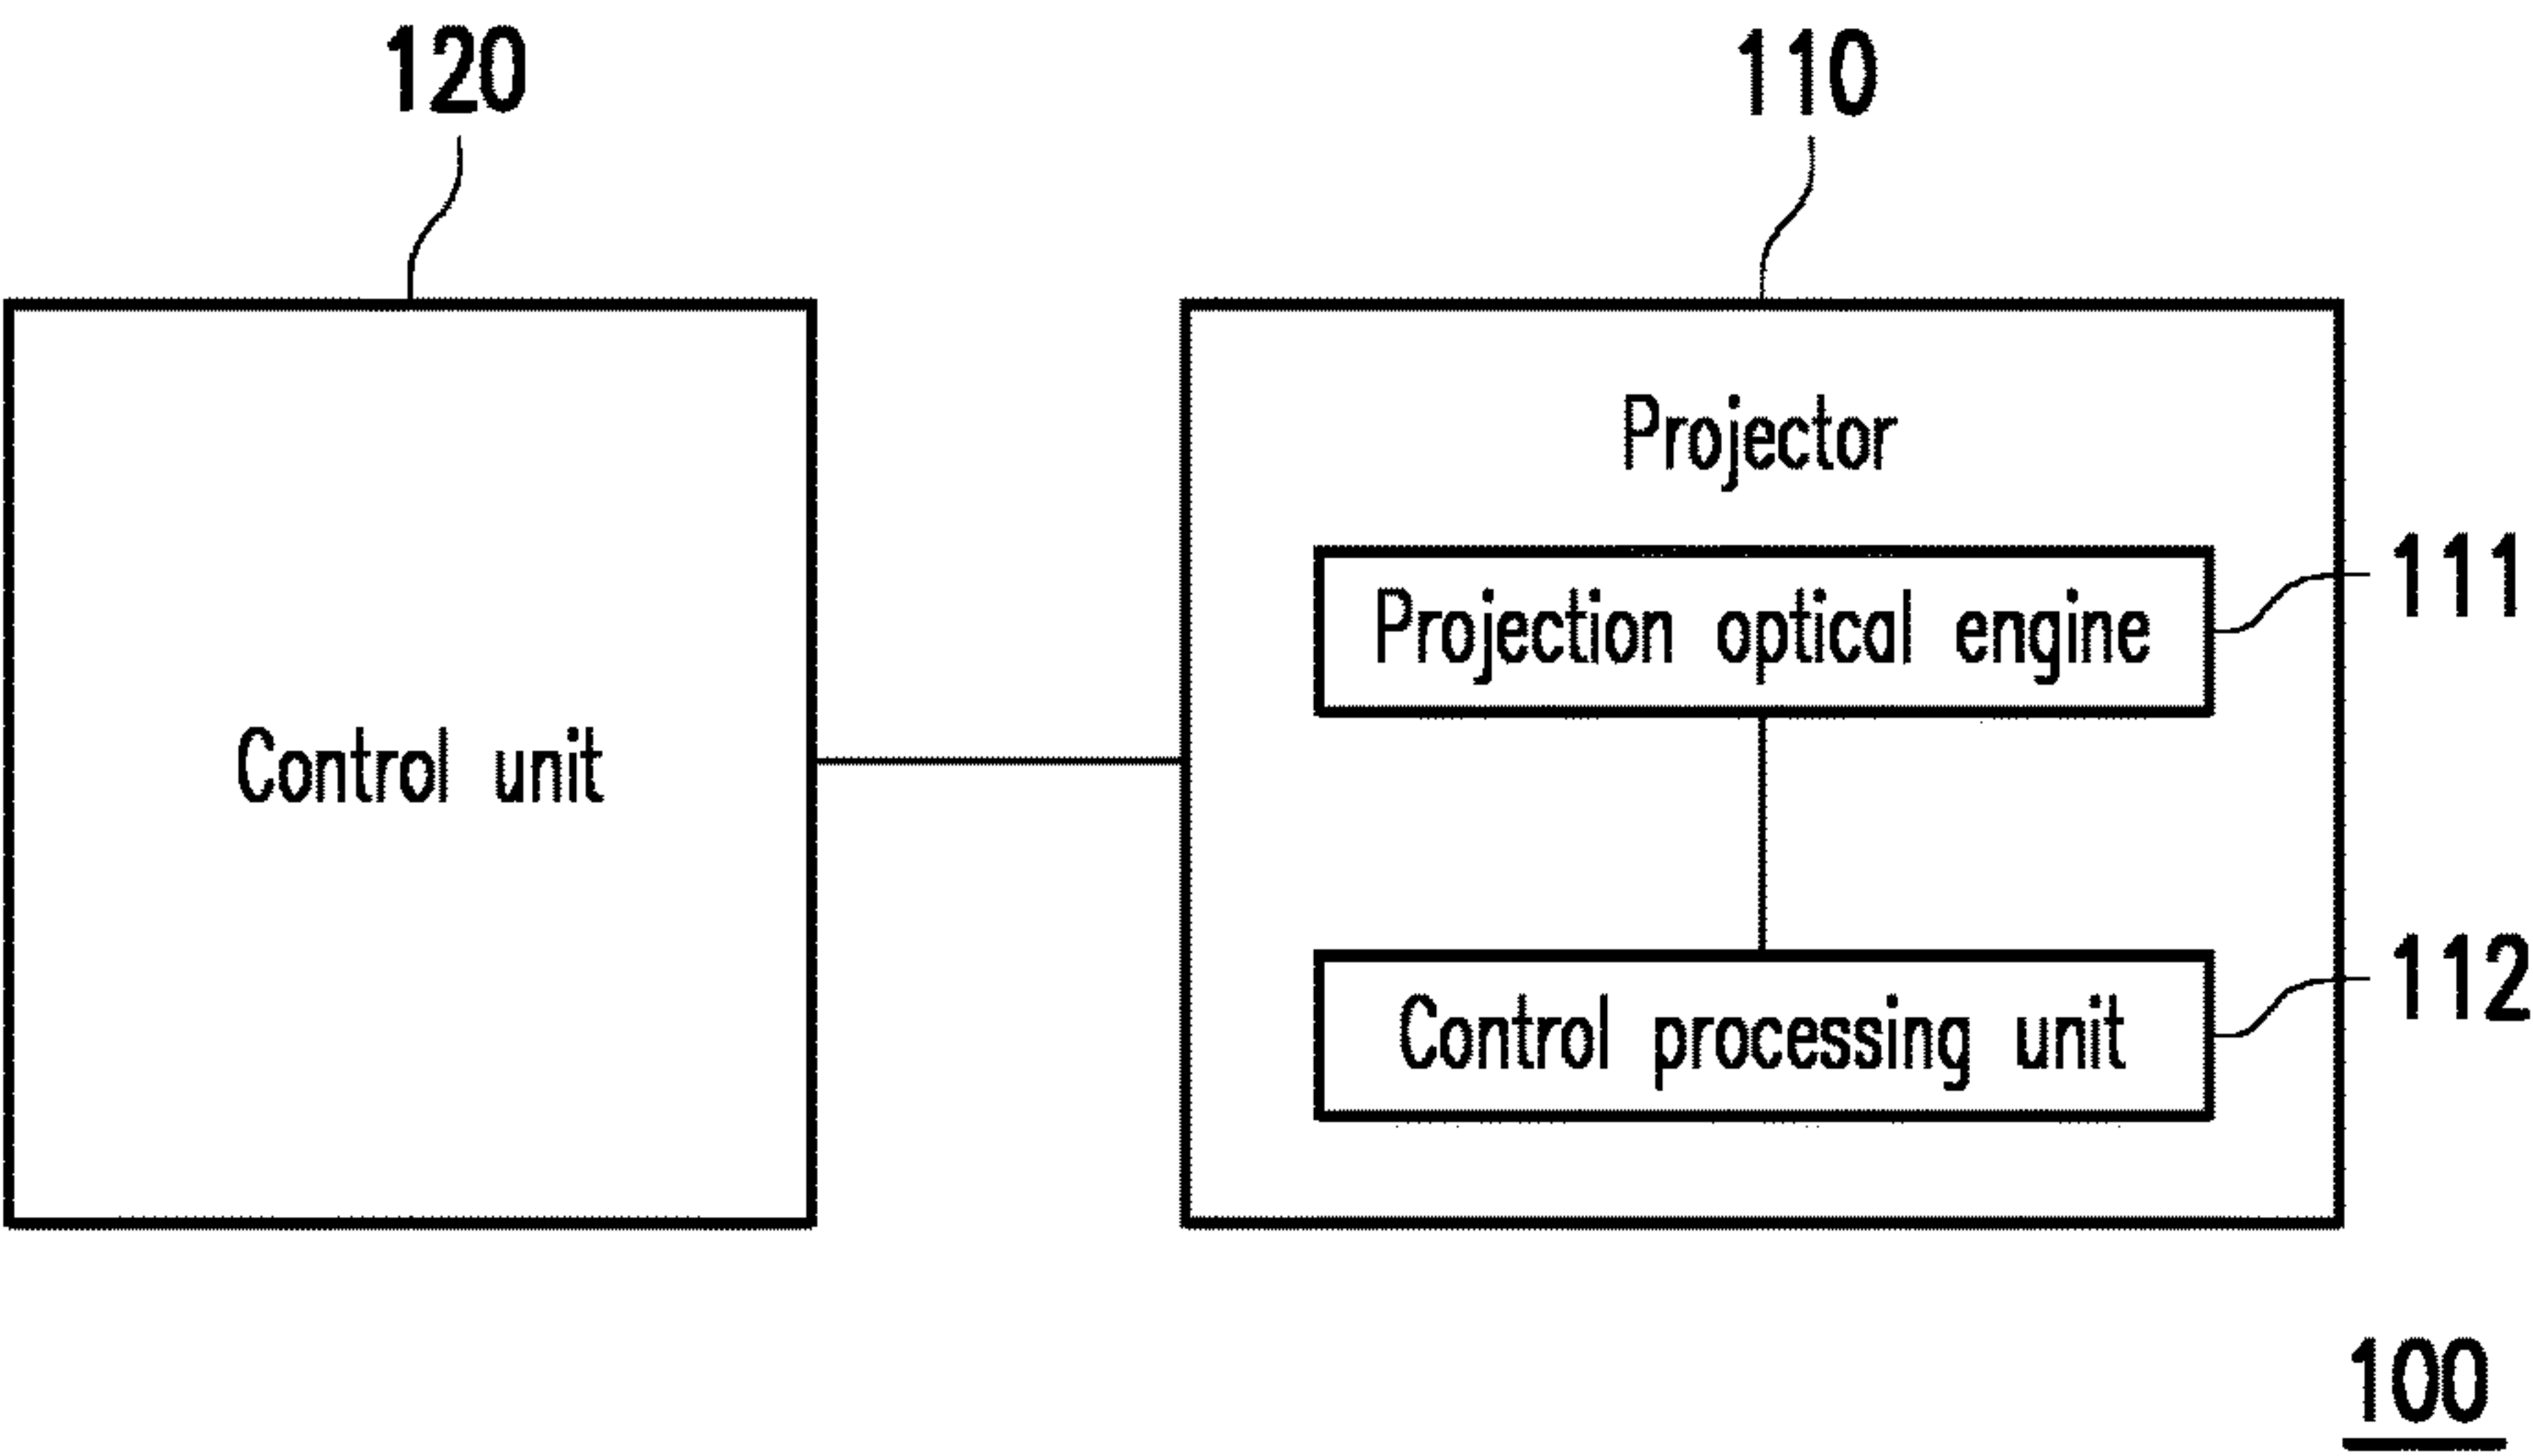 120
110
Projector
Projection optical engine
111
Control unit
Control processing unit
112
100